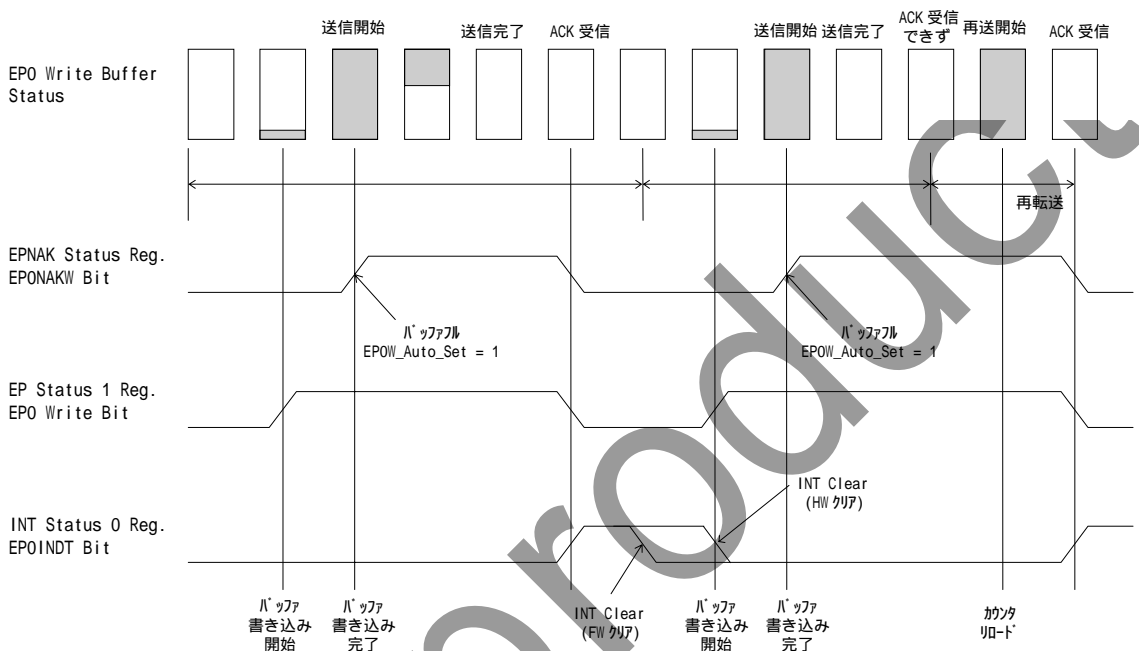 送信開始
送信完了
ACK 受信
送信開始
送信完了
ACK 受信
できず
再送開始
ACK 受信
EP0 Write Buffer
Status
再転送
EPNAK Status Reg.
EP0NAKW Bit
ﾊﾞｯﾌｧﾌﾙ
EP0W_Auto_Set = 1
ﾊﾞｯﾌｧﾌﾙ
EP0W_Auto_Set = 1
EP Status 1 Reg.
EP0 Write Bit
INT Clear
(HW ｸﾘｱ)
INT Status 0 Reg.
EP0INDT Bit
ﾊﾞｯﾌｧ
書き込み
開始
ﾊﾞｯﾌｧ
書き込み
完了
INT Clear
(FW ｸﾘｱ)
ﾊﾞｯﾌｧ
書き込み
開始
ﾊﾞｯﾌｧ
書き込み
完了
ｶｳﾝﾀ
ﾘﾛｰﾄﾞ
product